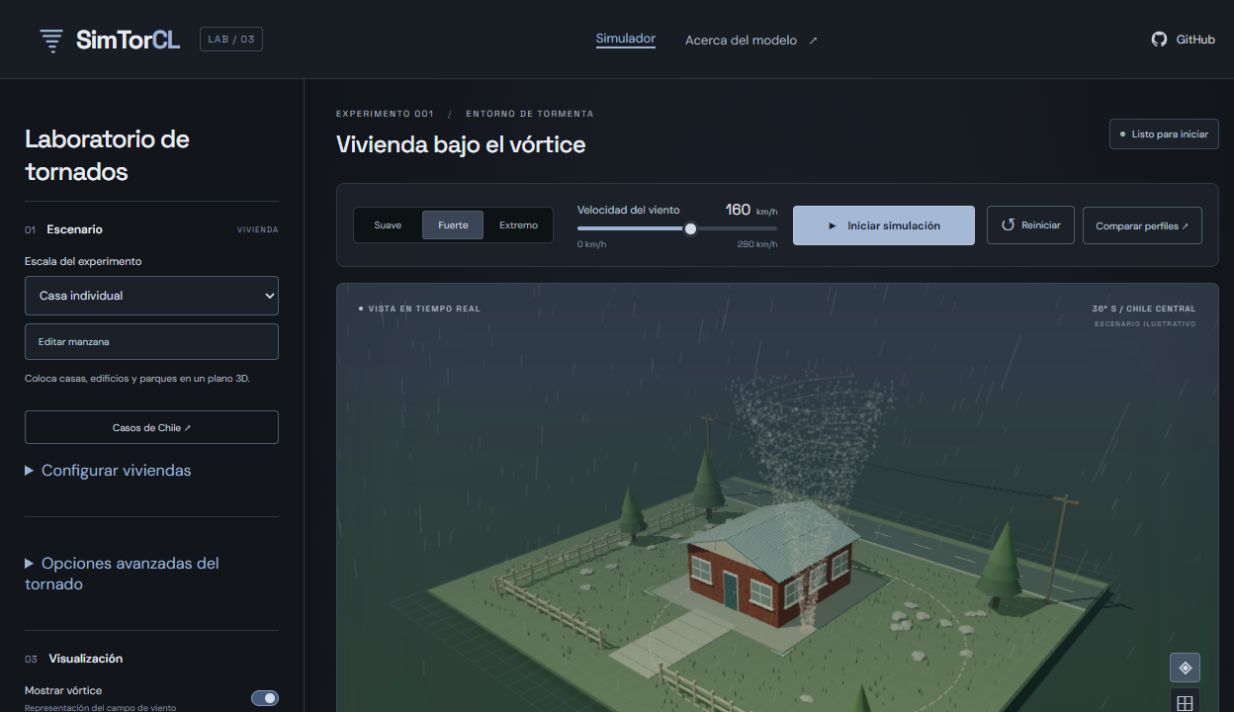 SimTorCL
LAB / 03
Simulador
Acerca del modelo ↗
GitHub
Laboratorio de
tornados
01 Escenario
VIVIENDA
Escala del experimento
Casa individual
Editar manzana
Coloca casas, edificios y parques en un plano 3D.
Casos de Chile ↗
▶ Configurar viviendas
▶ Opciones avanzadas del
tornado
03 Visualización
Mostrar vórtice
Representación del campo de viento
EXPERIMENTO 001 / ENTORNO DE TORMENTA
Vivienda bajo el vórtice
Listo para iniciar
Suave
Fuerte
Extremo
Velocidad del viento
160 km/h
0 km/h
280 km/h
▶ Iniciar simulación
Reiniciar
Comparar perfiles ↗
VISTA EN TIEMPO REAL
36° S / CHILE CENTRAL
ESCENARIO ILUSTRATIVO